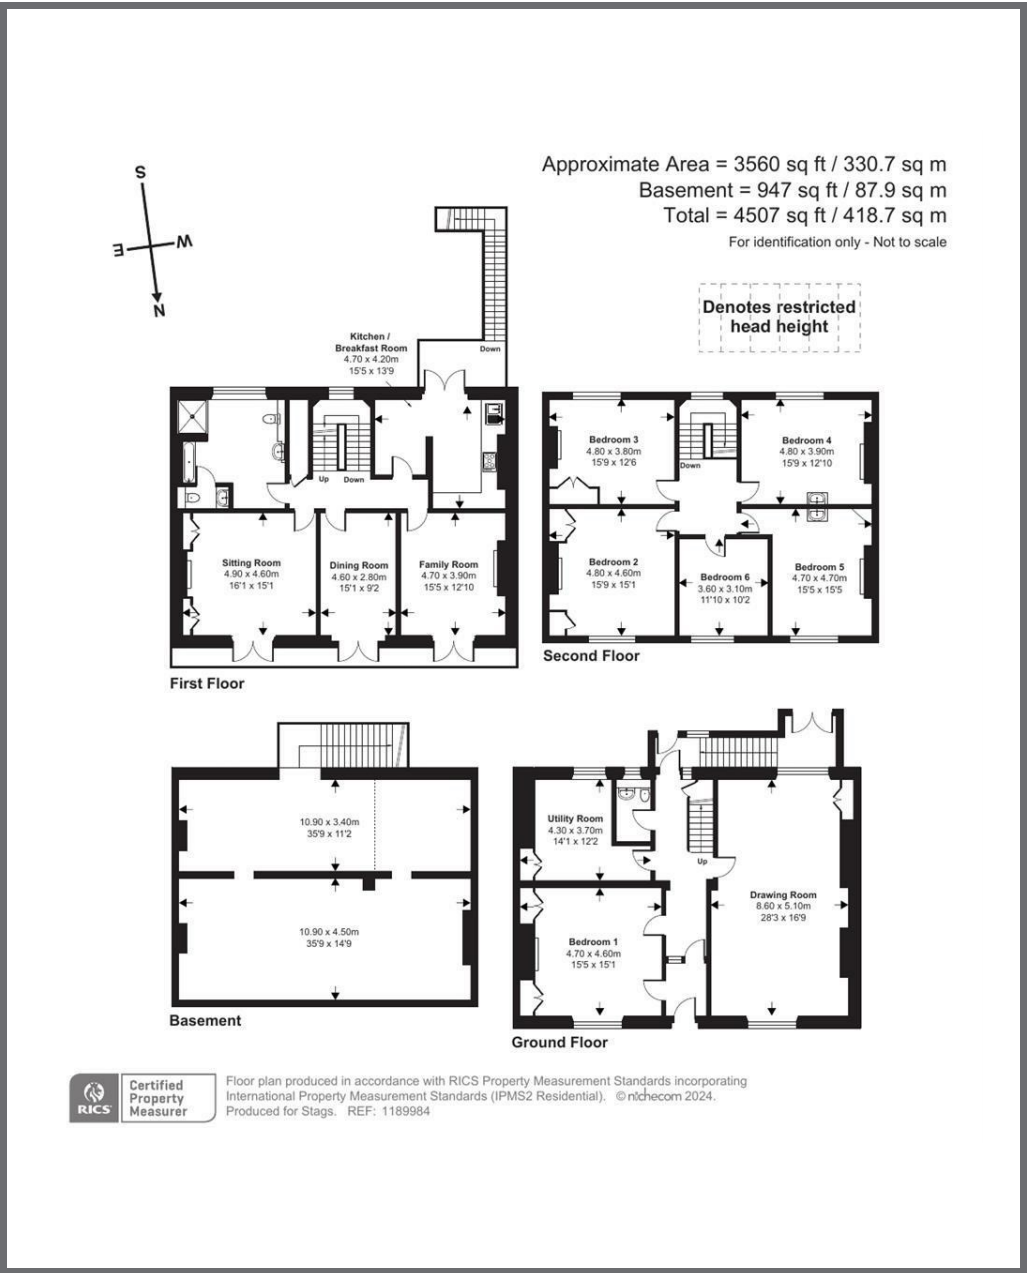 S
E
W
N
Approximate Area = 3560 sq ft / 330.7 sq m
Basement = 947 sq ft / 87.9 sq m
Total = 4507 sq ft / 418.7 sq m
For identification only - Not to scale
Denotes restricted
head height
Kitchen /
Breakfast Room
4.70 x 4.20m
15'5 x 13'9
Down
Up
Down
Sitting Room
4.90 x 4.60m
16'1 x 15'1
Dining Room
4.60 x 2.80m
15'1 x 9'2
Family Room
4.70 x 3.90m
15'5 x 12'10
First Floor
Bedroom 3
4.80 x 3.80m
15'9 x 12'6
Down
Bedroom 4
4.80 x 3.90m
15'9 x 12'10
Bedroom 2
4.80 x 4.60m
15'9 x 15'1
Bedroom 6
3.60 x 3.10m
11'10 x 10'2
Bedroom 5
4.70 x 4.70m
15'5 x 15'5
Second Floor
10.90 x 3.40m
35'9 x 11'2
10.90 x 4.50m
35'9 x 14'9
Basement
Utility Room
4.30 x 3.70m
14'1 x 12'2
Up
Drawing Room
8.60 x 5.10m
28'3 x 16'9
Bedroom 1
4.70 x 4.60m
15'5 x 15'1
Ground Floor
RICS
Certified
Property
Measurer
Floor plan produced in accordance with RICS Property Measurement Standards incorporating
International Property Measurement Standards (IPMS2 Residential). © nichecom 2024.
Produced for Stags. REF: 1189984